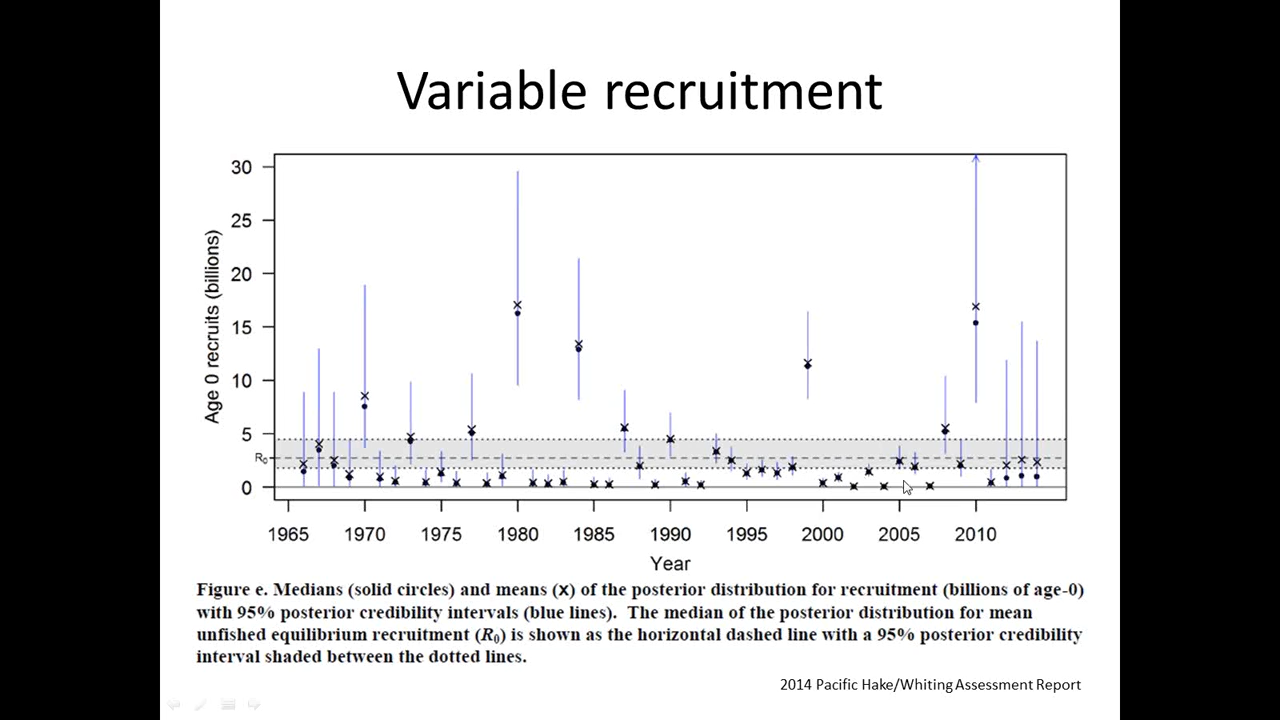 Variable recruitment
Age 0 recruits (billions)
30
25
20
15
10
5
R₀
0
1965 1970 1975 1980 1985 1990 1995 2000 2005 2010
Year
Figure e. Medians (solid circles) and means (x) of the posterior distribution for recruitment (billions of age-0)
with 95% posterior credibility intervals (blue lines). The median of the posterior distribution for mean
unfished equilibrium recruitment (R₀) is shown as the horizontal dashed line with a 95% posterior credibility
interval shaded between the dotted lines.
2014 Pacific Hake/Whiting Assessment Report